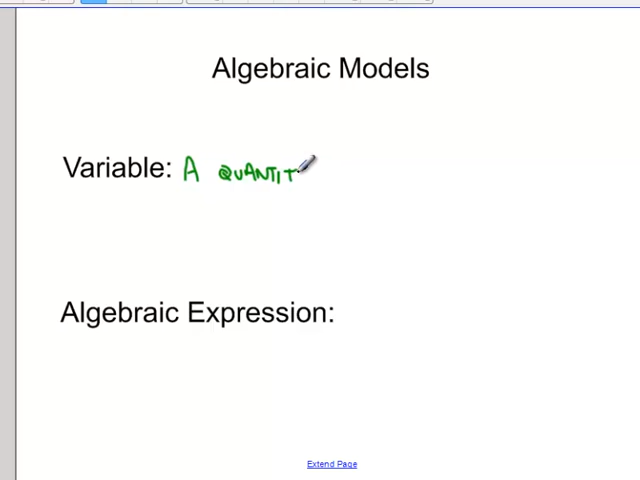 Algebraic Models
Variable: A QUANTIT
Algebraic Expression:
Extend Page